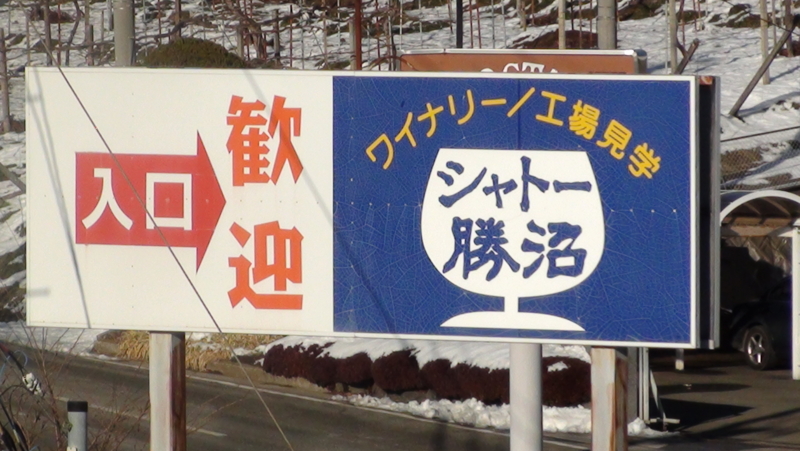 入口
歓迎
ワイナリー/工場見学
シャトー
勝沼